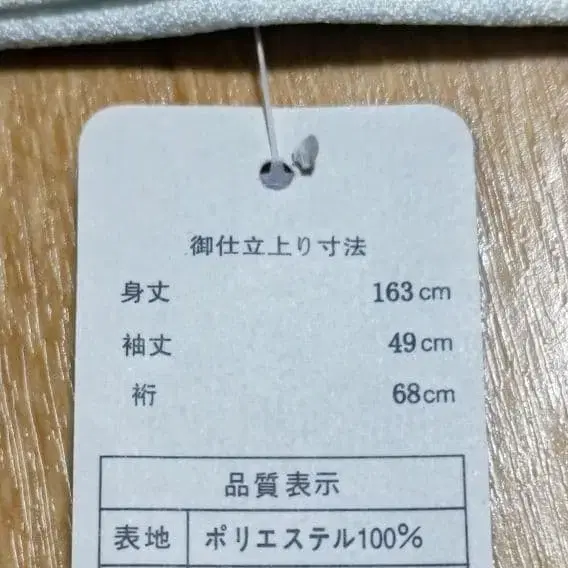 御仕立上り寸法
身丈 163cm
袖丈 49cm
裄 68cm
品質表示
表地 ポリエステル100%